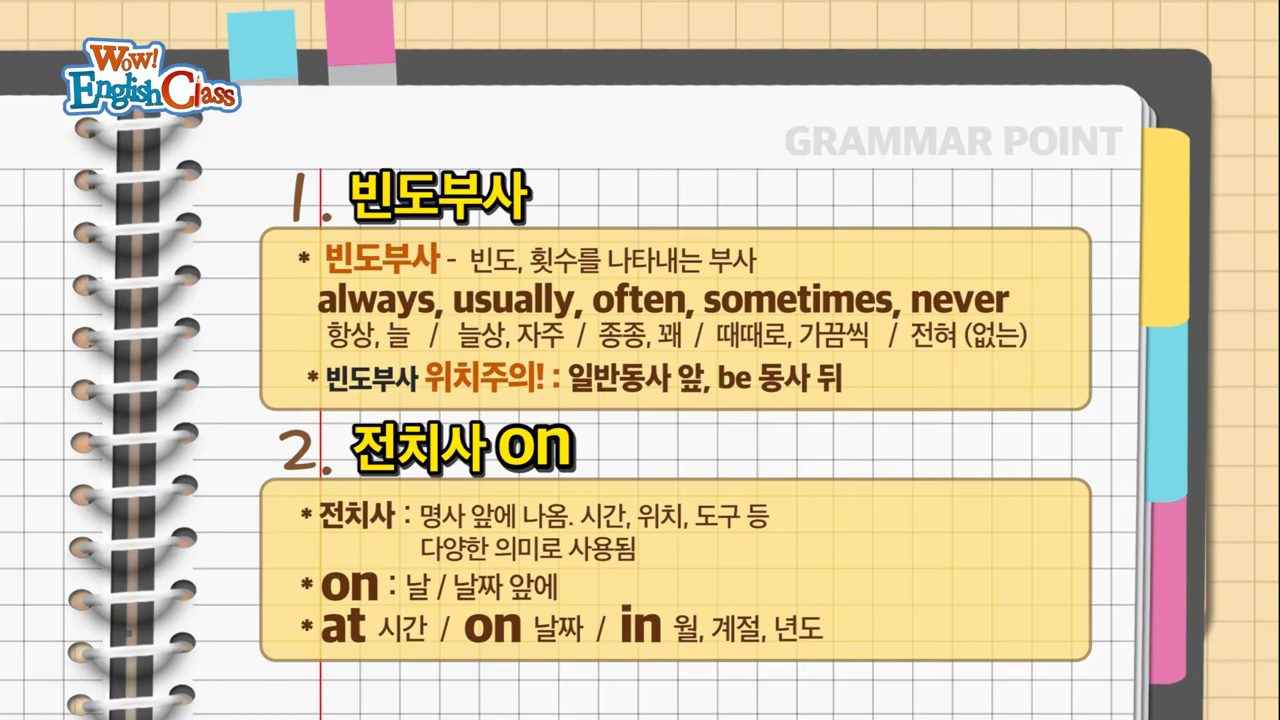 Wow!
English Class
GRAMMAR POINT
1. 빈도부사
* 빈도부사 - 빈도, 횟수를 나타내는 부사
always, usually, often, sometimes, never
항상, 늘 / 늘상, 자주 / 종종, 꽤 / 때때로, 가끔씩 / 전혀 (없는)
* 빈도부사 위치주의! : 일반동사 앞, be 동사 뒤
2. 전치사 on
* 전치사 : 명사 앞에 나옴. 시간, 위치, 도구 등
다양한 의미로 사용됨
* on : 날 / 날짜 앞에
* at 시간 / on 날짜 / in 월, 계절, 년도